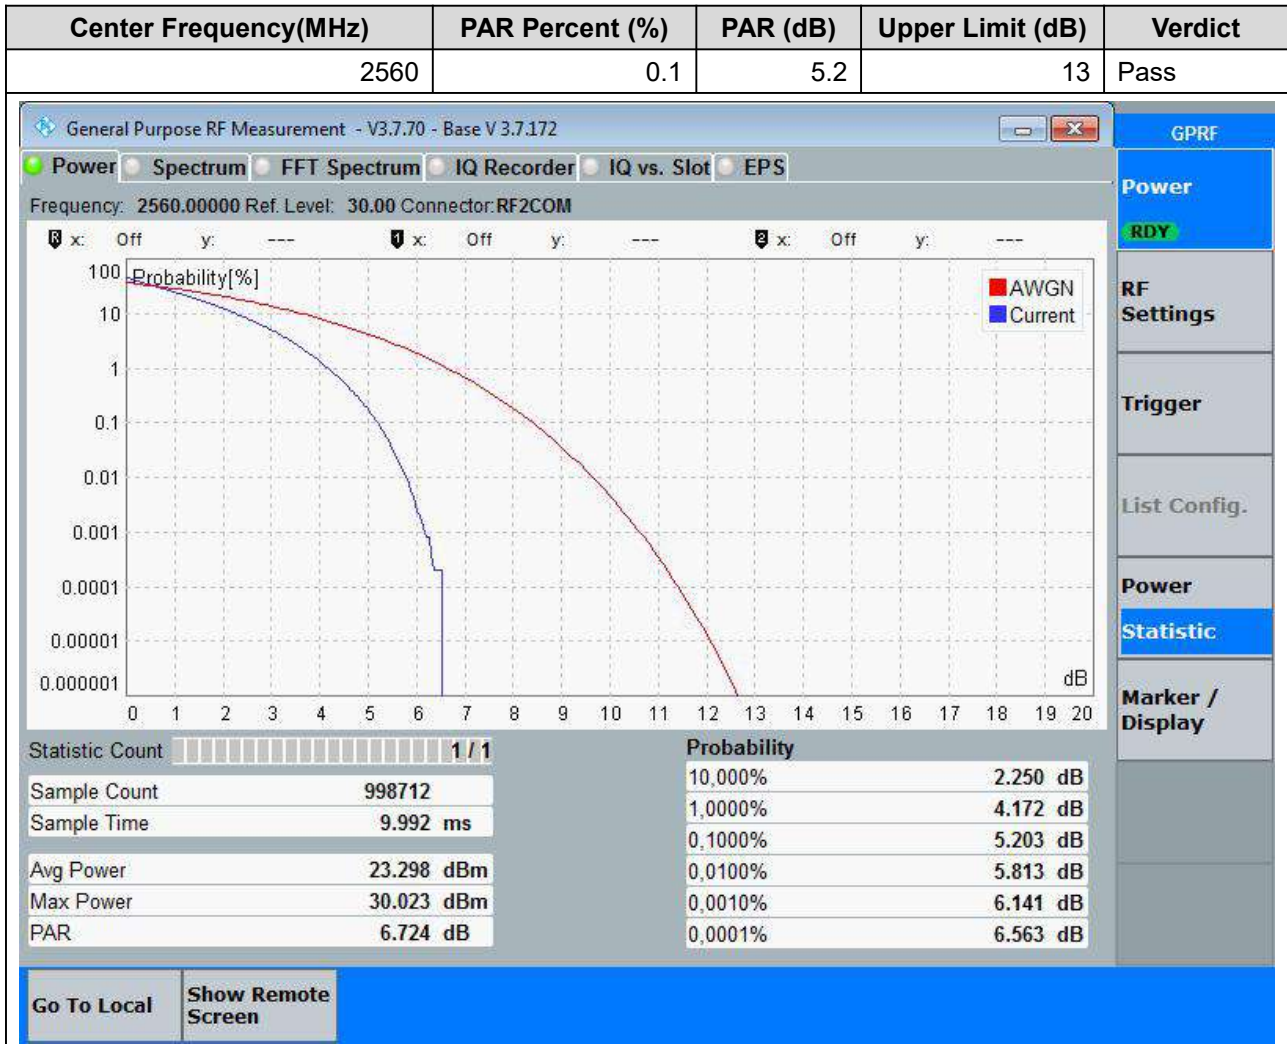 Center Frequency(MHz) PAR Percent (%) PAR (dB) Upper Limit (dB) Verdict
2560 0.1 5.2 13 Pass
General Purpose RF Measurement - V3.7.70 - Base V 3.7.172
GPRF
Power Spectrum FFT Spectrum IQ Recorder IQ vs. Slot EPS
Power
RDY
Frequency: 2560.00000 Ref. Level: 30.00 Connector:RF2COM
R x: Off y: --- 1 x: Off y: --- 2 x: Off y: ---
Probability[%]
AWGN
Current
100
10
1
0.1
0.01
0.001
0.0001
0.00001
0.000001
dB
0 1 2 3 4 5 6 7 8 9 10 11 12 13 14 15 16 17 18 19 20
RF
Settings
Trigger
List Config.
Power
Statistic
Marker /
Display
Statistic Count 1 / 1
Sample Count 998712
Sample Time 9.992 ms
Avg Power 23.298 dBm
Max Power 30.023 dBm
PAR 6.724 dB
Probability
10,000% 2.250 dB
1,0000% 4.172 dB
0,1000% 5.203 dB
0,0100% 5.813 dB
0,0010% 6.141 dB
0,0001% 6.563 dB
Go To Local
Show Remote
Screen